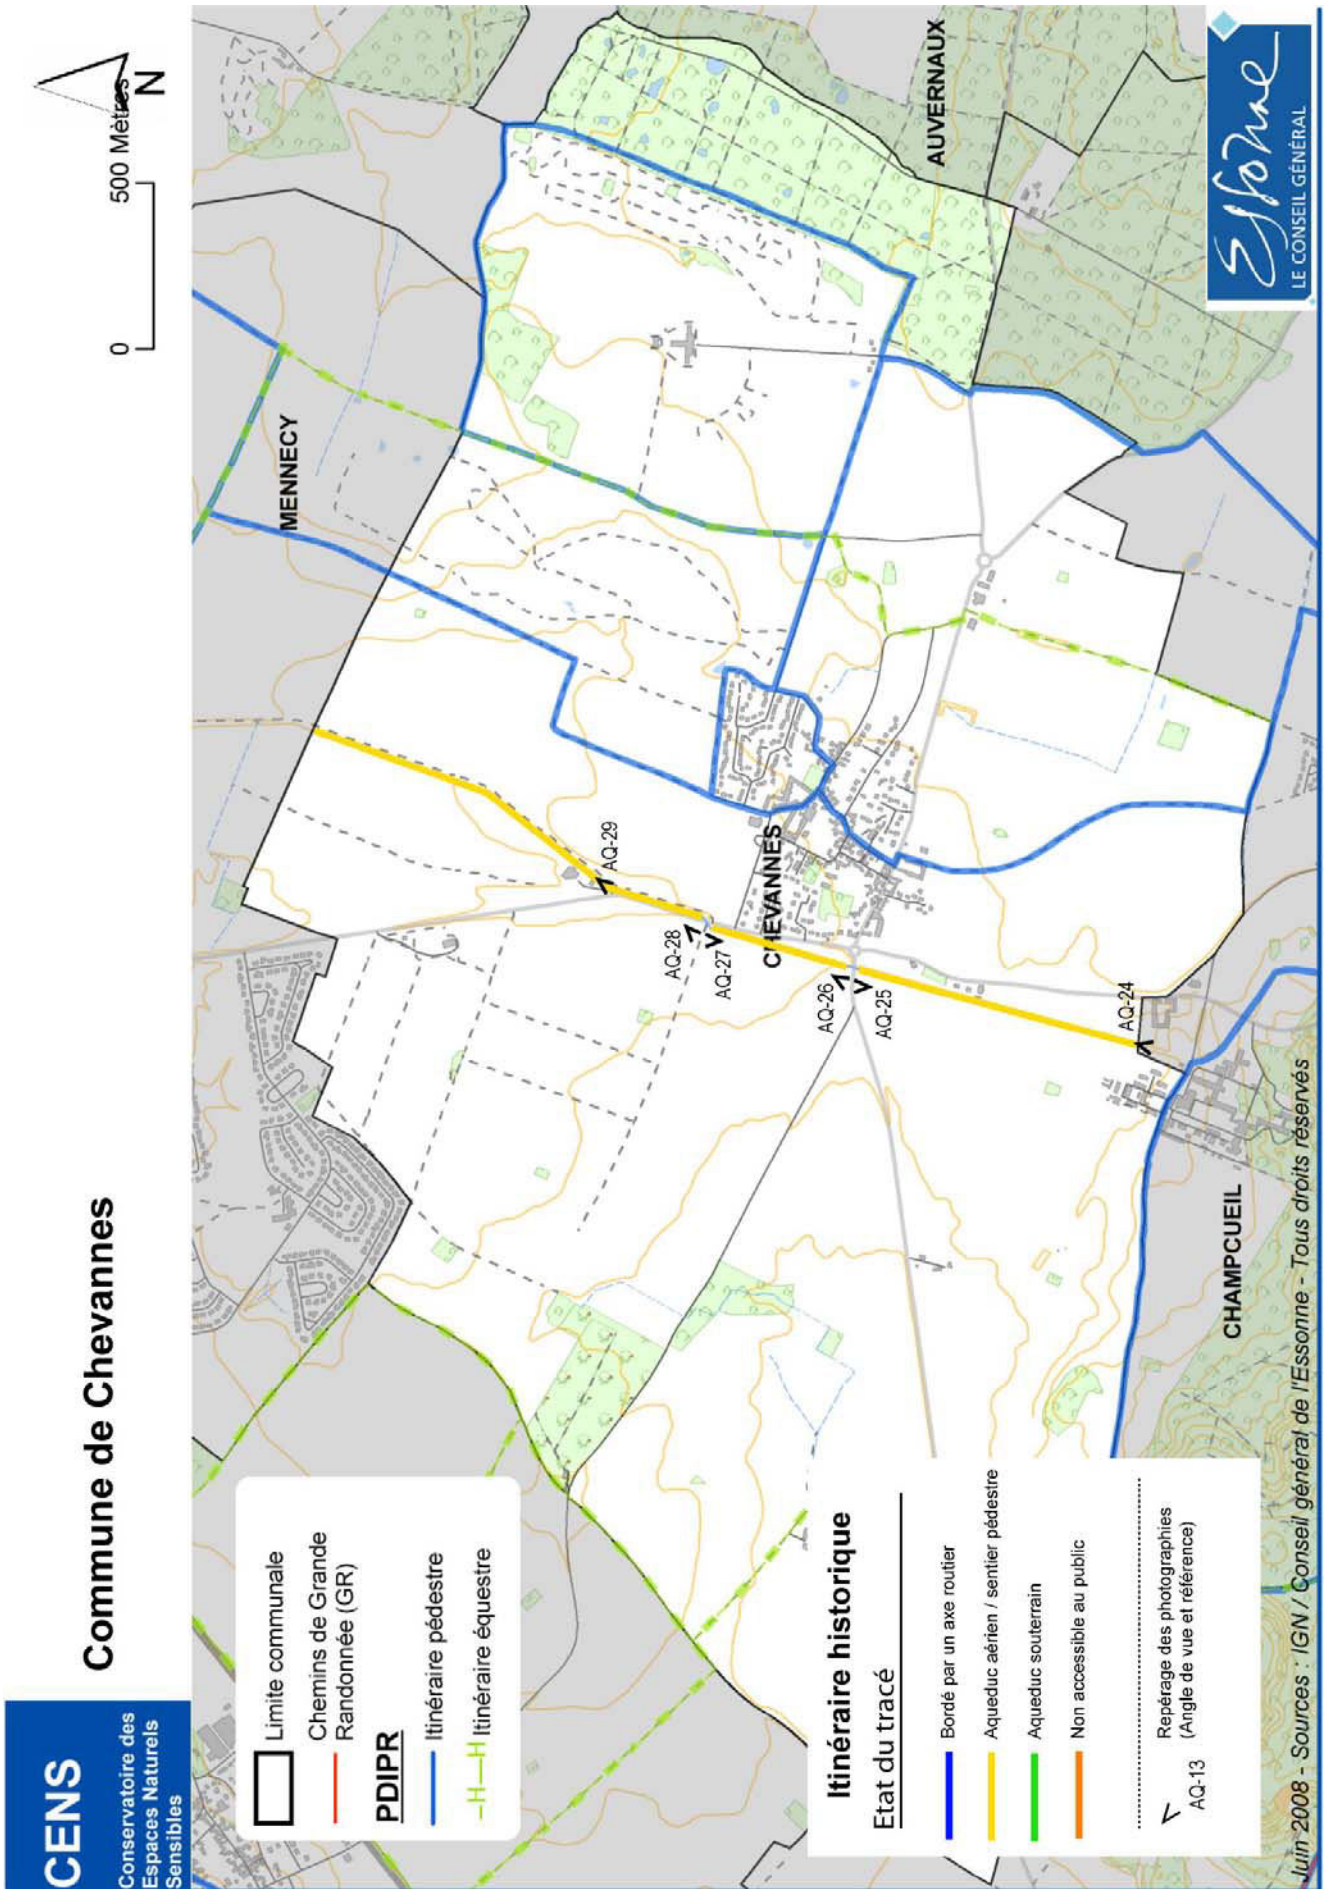 CENS
Conservatoire des
Espaces Naturels
Sensibles
Commune de Chevannes
0
500 Mètres
N
MENNECY
AUVERNAUX
CHEVANNES
CHAMPCUEIL
AQ-29
AQ-28
AQ-27
AQ-26
AQ-25
AQ-24
Limite communale
Chemins de Grande
Randonnée (GR)
PDIPR
Itinéraire pédestre
–H—H Itinéraire équestre
Itinéraire historique
Etat du tracé
Bordé par un axe routier
Aqueduc aérien / sentier pédestre
Aqueduc souterrain
Non accessible au public
Repérage des photographies
(Angle de vue et référence)
AQ-13
Juin 2008 - Sources : IGN / Conseil général de l'Essonne - Tous droits réservés
Essonne
LE CONSEIL GÉNÉRAL